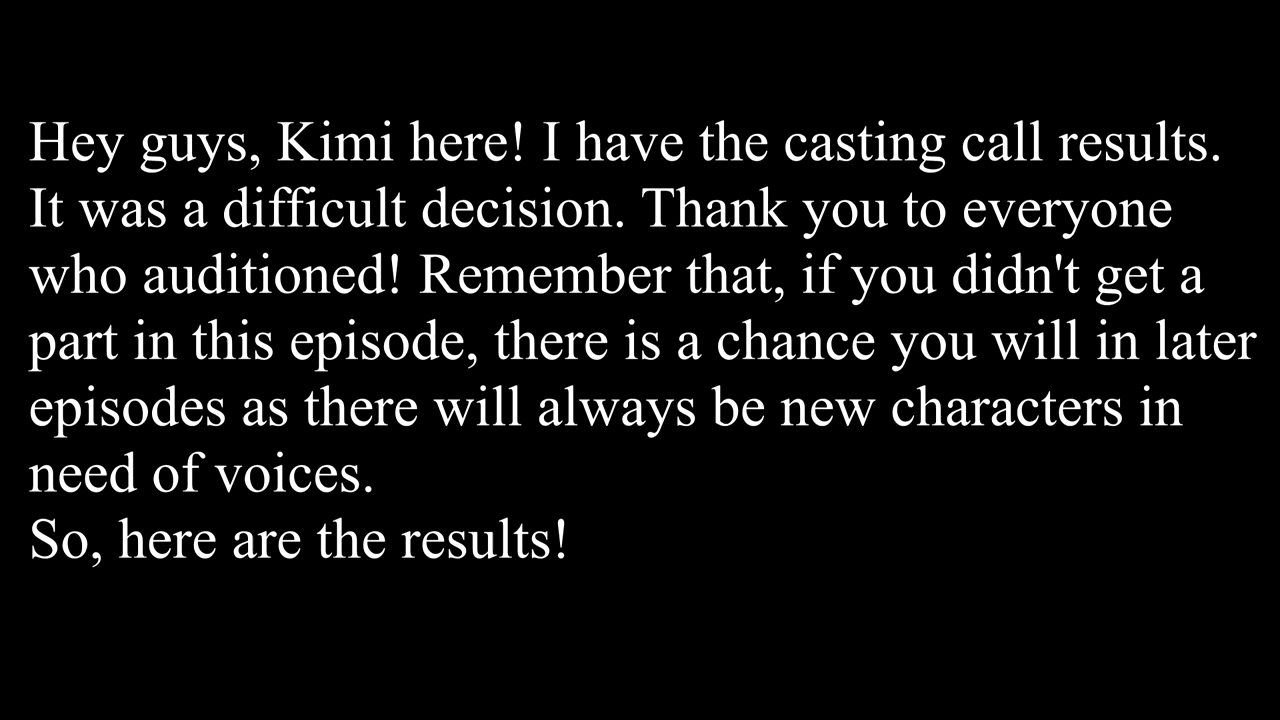 Hey guys, Kimi here! I have the casting call results.
It was a difficult decision. Thank you to everyone
who auditioned! Remember that, if you didn't get a
part in this episode, there is a chance you will in later
episodes as there will always be new characters in
need of voices.
So, here are the results!